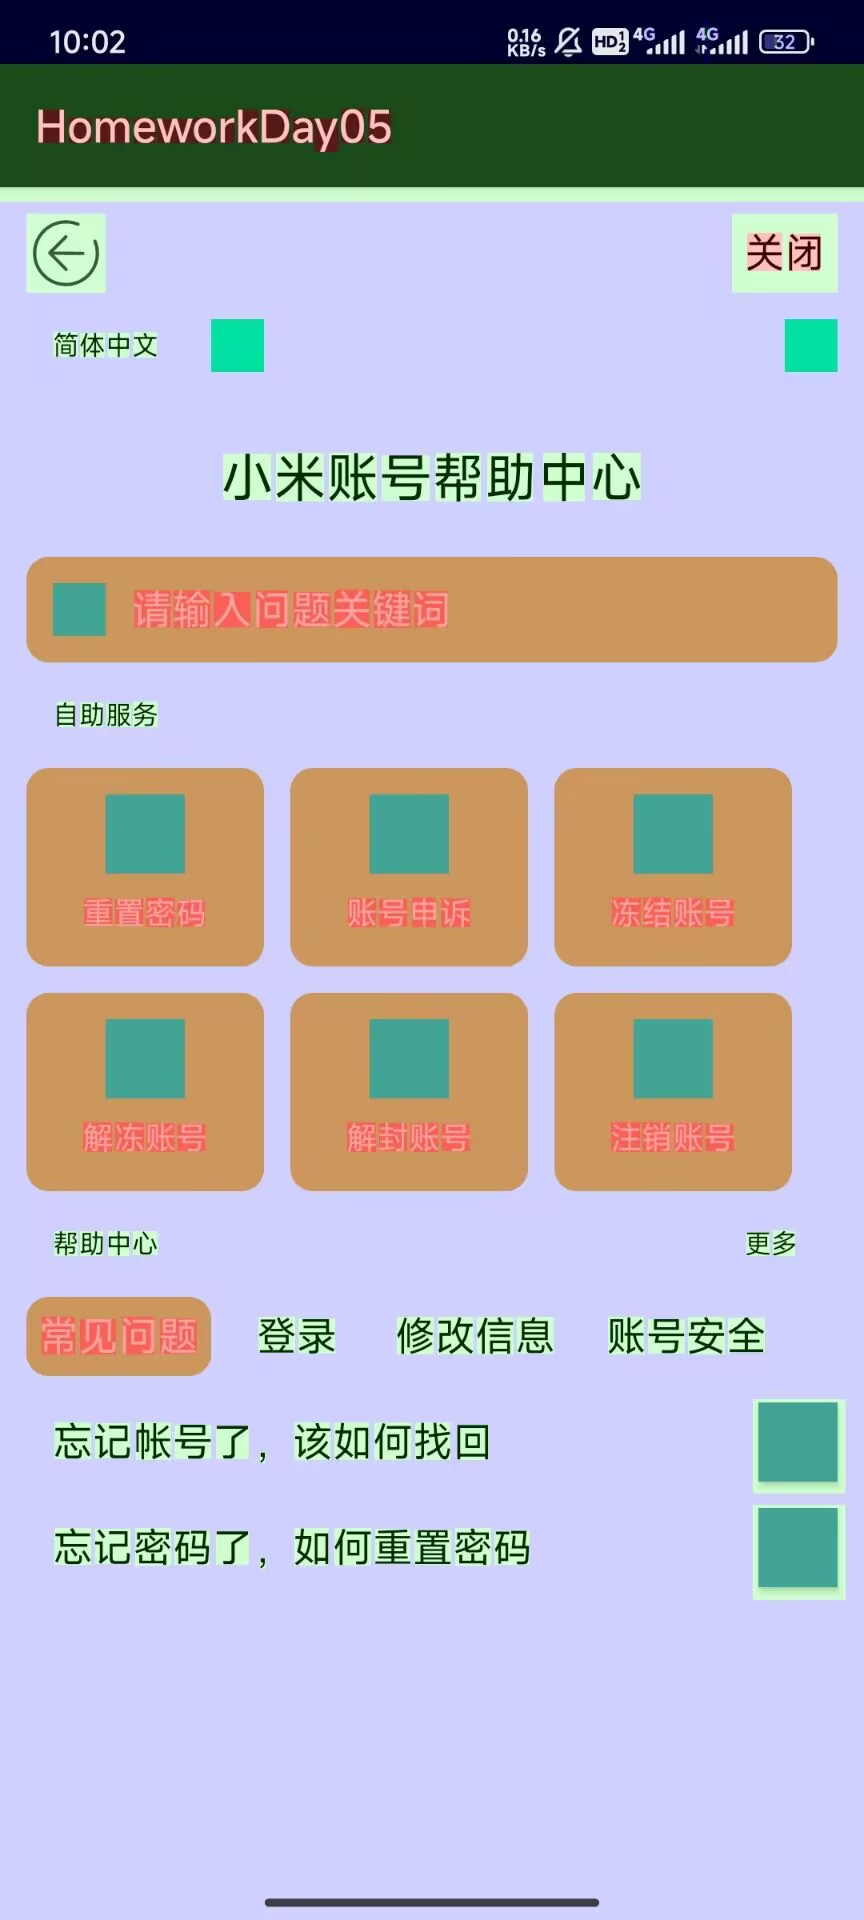 10:02 0.16 KB/s HD 1 2 4G 4G 32
HomeworkDay05
关闭
简体中文
小米账号帮助中心
请输入问题关键词
自助服务
重置密码 账号申诉 冻结账号
解冻账号 解封账号 注销账号
帮助中心 更多
常见问题 登录 修改信息 账号安全
忘记帐号了，该如何找回
忘记密码了，如何重置密码